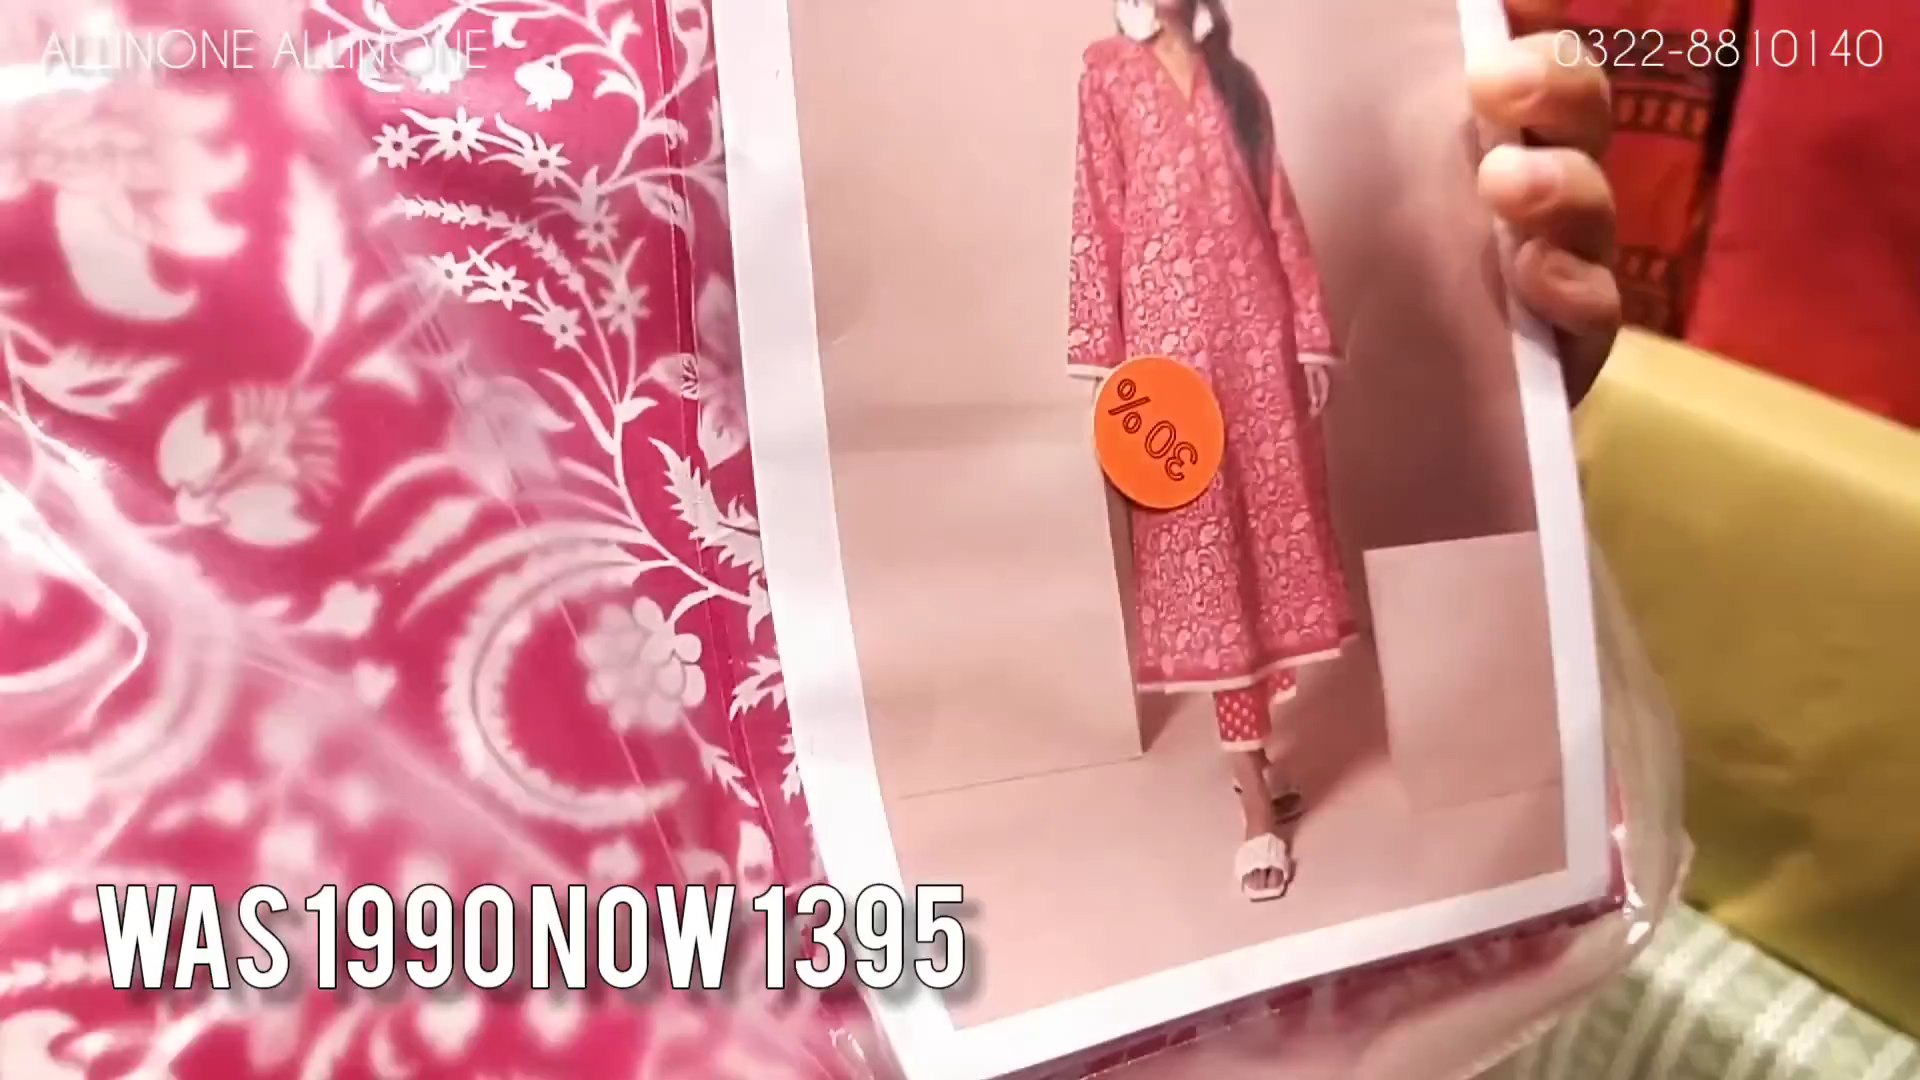 ALLINONE ALLINONE
0322-8810140
30%
WAS 1990 NOW 1395